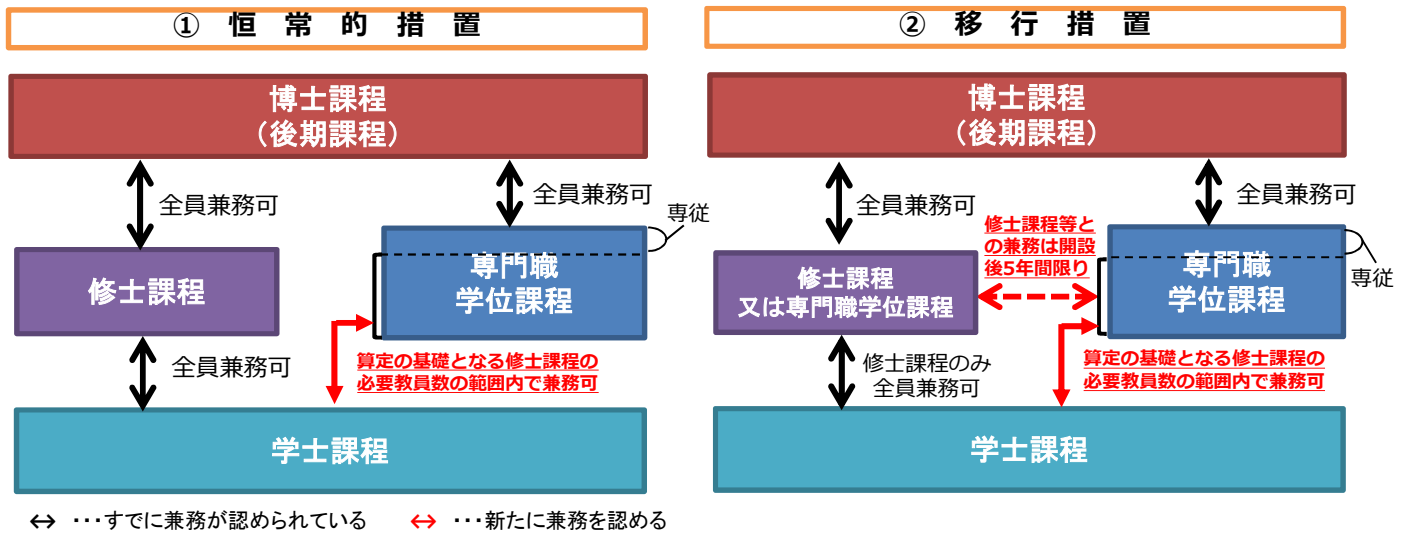 ① 恒 常 的 措 置
博士課程
（後期課程）
全員兼務可
全員兼務可
専従
修士課程
専門職
学位課程
全員兼務可
算定の基礎となる修士課程の
必要教員数の範囲内で兼務可
学士課程
② 移 行 措 置
博士課程
（後期課程）
全員兼務可
全員兼務可
修士課程等と
の兼務は開設
後5年間限り
専従
修士課程
又は専門職学位課程
専門職
学位課程
修士課程のみ
全員兼務可
算定の基礎となる修士課程の
必要教員数の範囲内で兼務可
学士課程
↔ ･･･すでに兼務が認められている
↔ ･･･新たに兼務を認める